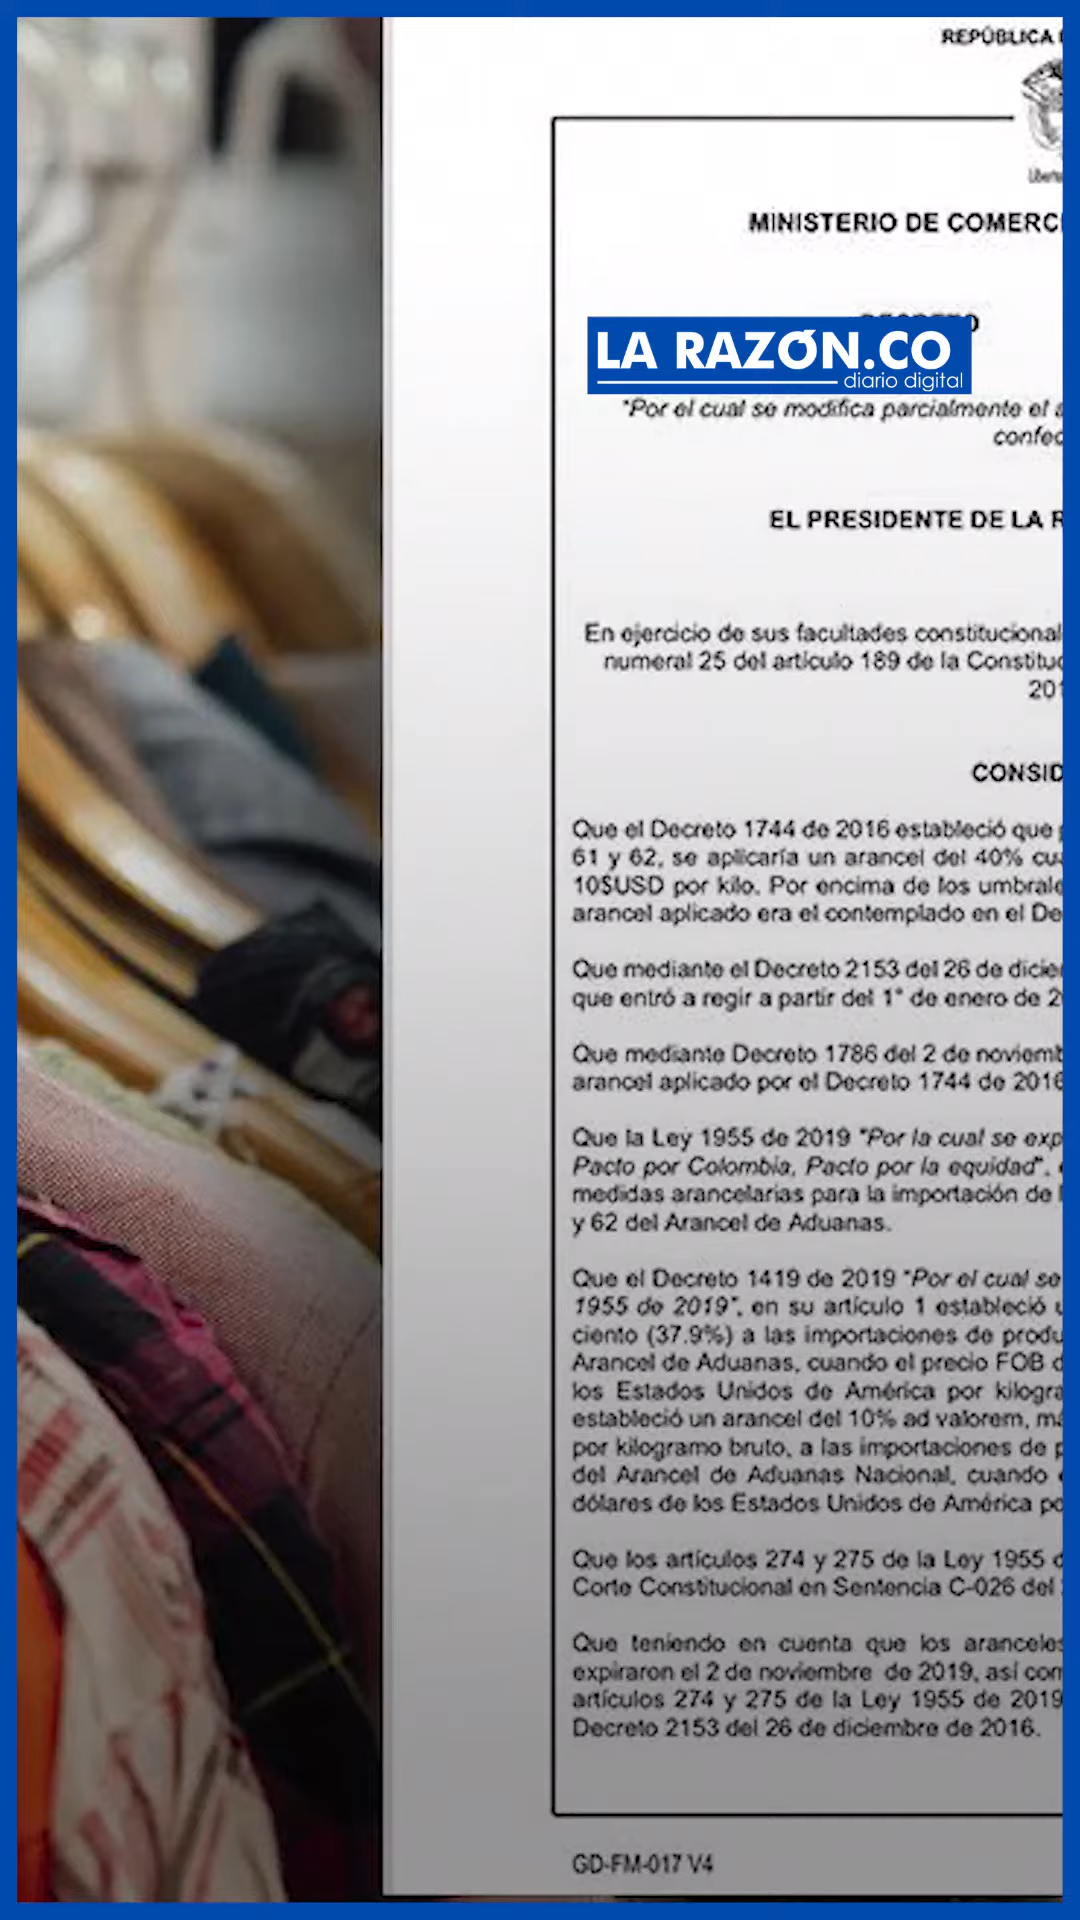 REPÚBLICA
MINISTERIO DE COMERC
LA RAZÓN.CO
diario digital
"Por el cual se modifica parcialmente el a
confec
EL PRESIDENTE DE LA R
En ejercicio de sus facultades constitucional
numeral 25 del artículo 189 de la Constituc
201
CONSID
Que el Decreto 1744 de 2016 estableció que
61 y 62, se aplicaría un arancel del 40% cua
10$USD por kilo. Por encima de los umbrale
arancel aplicado era el contemplado en el De
Que mediante el Decreto 2153 del 26 de dicie
que entró a regir a partir del 1° de enero de 2
Que mediante Decreto 1786 del 2 de noviemb
arancel aplicado por el Decreto 1744 de 2016
Que la Ley 1955 de 2019 "Por la cual se exp
Pacto por Colombia, Pacto por la equidad",
medidas arancelarias para la importación de
y 62 del Arancel de Aduanas.
Que el Decreto 1419 de 2019 "Por el cual se
1955 de 2019", en su artículo 1 estableció u
ciento (37.9%) a las importaciones de produ
Arancel de Aduanas, cuando el precio FOB d
los Estados Unidos de América por kilogra
estableció un arancel del 10% ad valorem, má
por kilogramo bruto, a las importaciones de p
del Arancel de Aduanas Nacional, cuando
dólares de los Estados Unidos de América po
Que los artículos 274 y 275 de la Ley 1955 d
Corte Constitucional en Sentencia C-026 del
Que teniendo en cuenta que los aranceles
expiraron el 2 de noviembre de 2019, así com
artículos 274 y 275 de la Ley 1955 de 2019
Decreto 2153 del 26 de diciembre de 2016.
GD-FM-017 V4